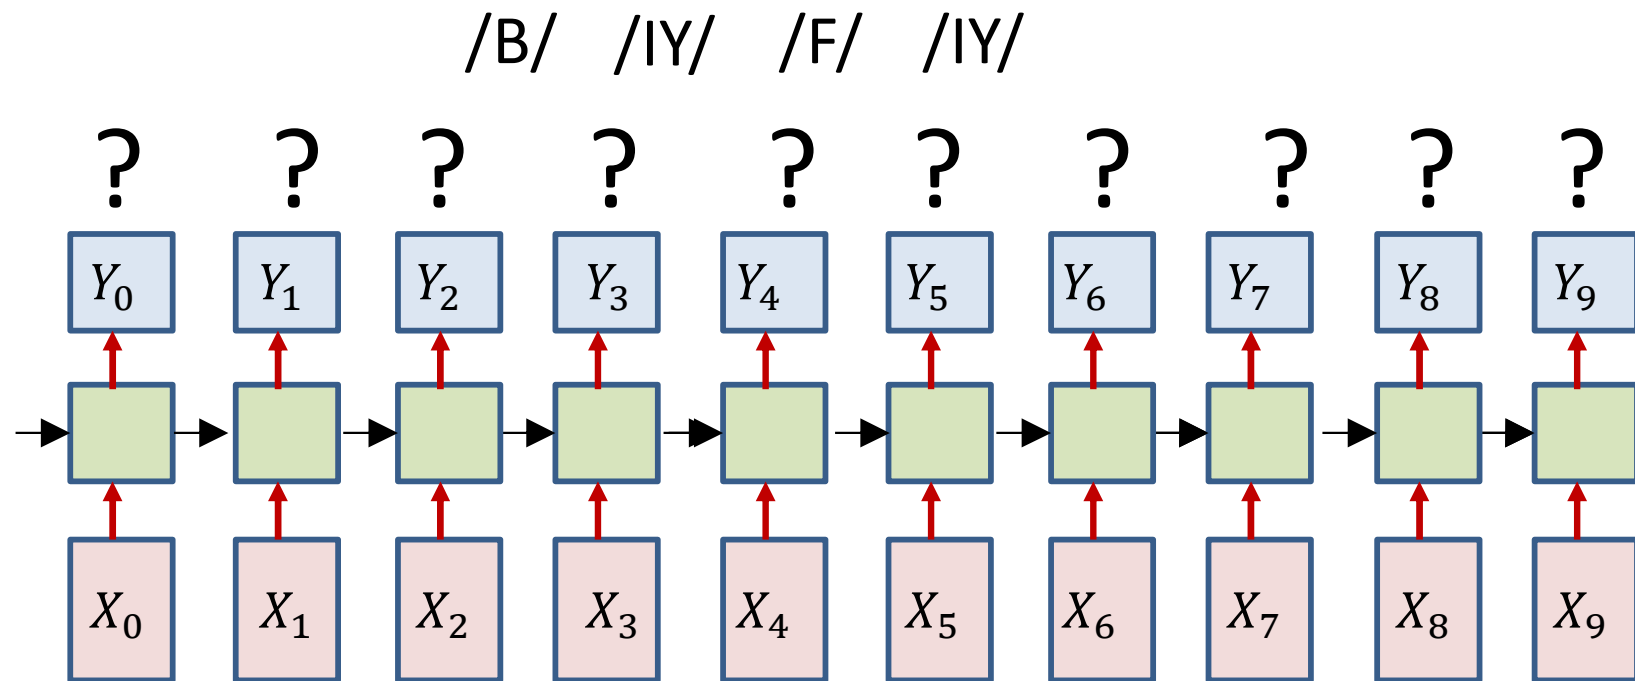 /B/ /IY/ /F/ /IY/
? ? ? ? ? ? ? ? ? ?
Y₀ Y₁ Y₂ Y₃ Y₄ Y₅ Y₆ Y₇ Y₈ Y₉
X₀ X₁ X₂ X₃ X₄ X₅ X₆ X₇ X₈ X₉